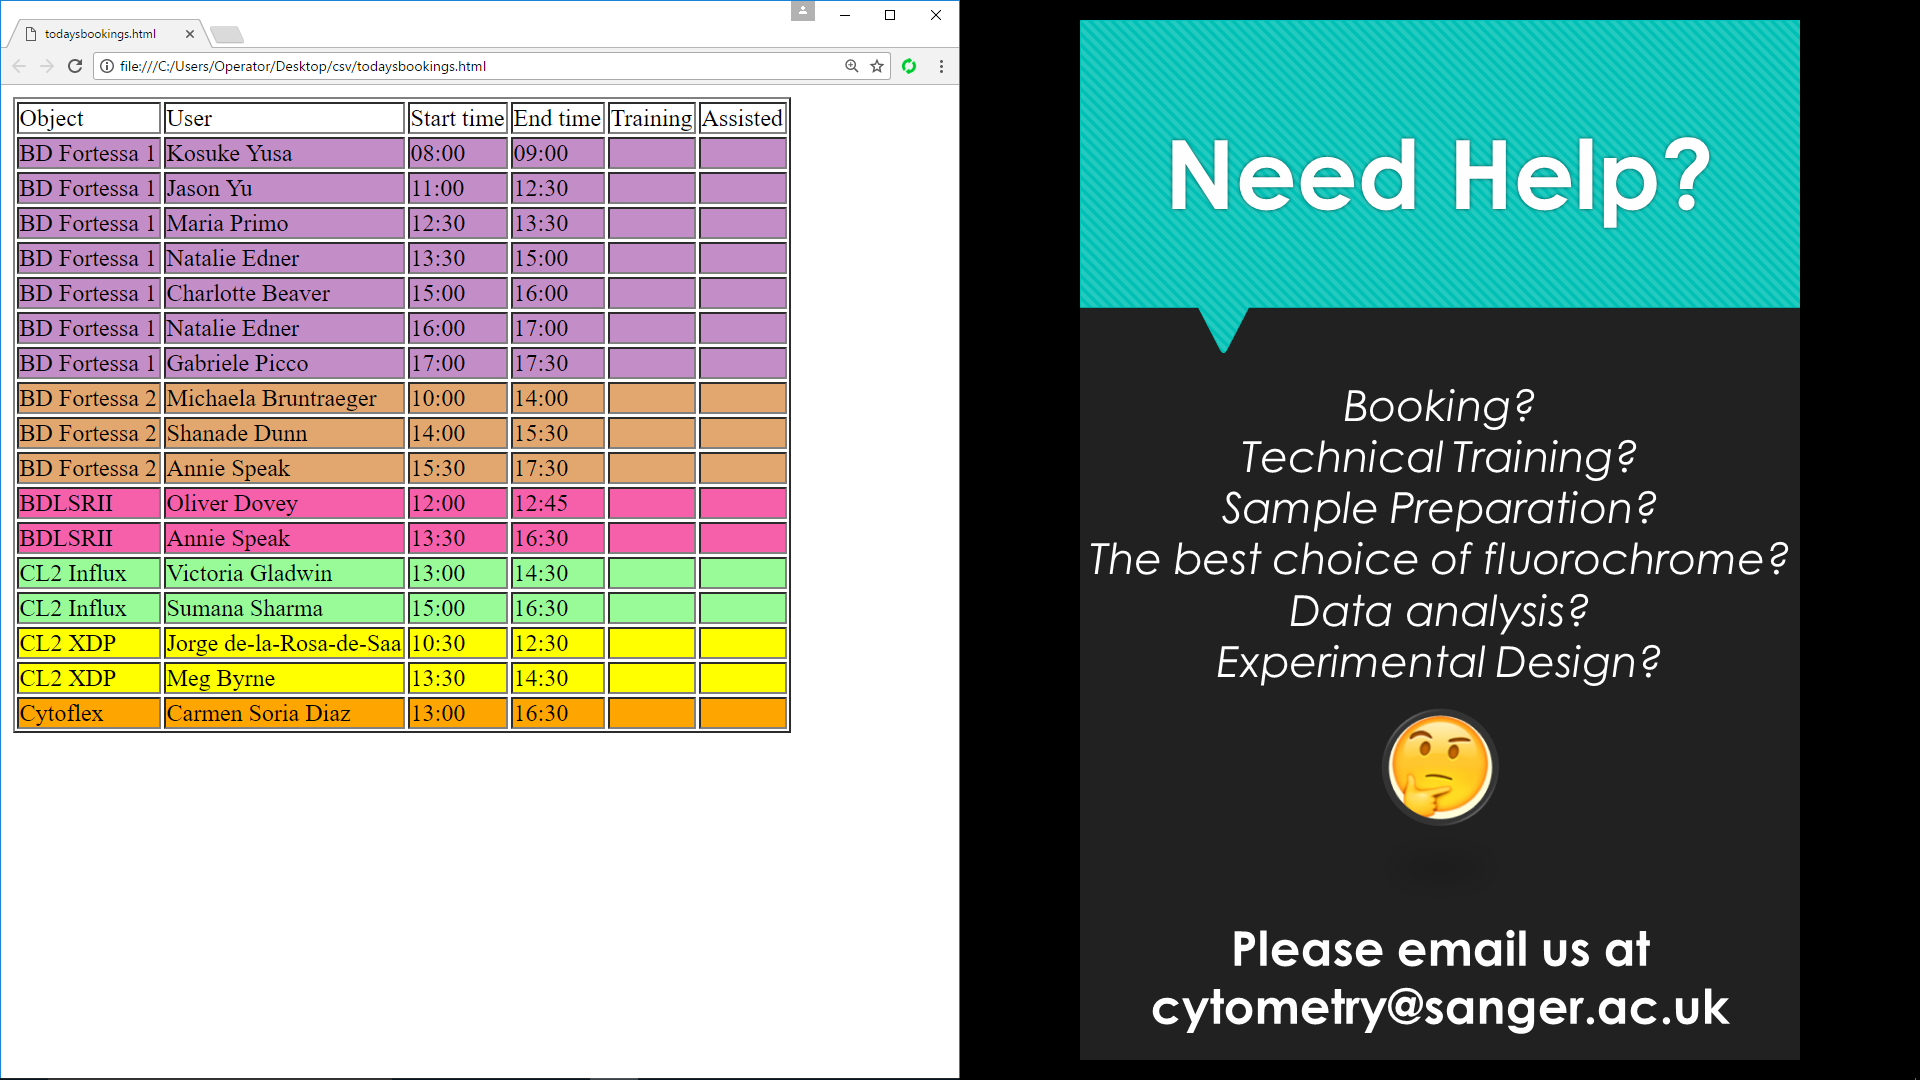 todaysbookings.html
file:///C:/Users/Operator/Desktop/csv/todaysbookings.html
Object User Start time End time Training Assisted
BD Fortessa 1 Kosuke Yusa 08:00 09:00
BD Fortessa 1 Jason Yu 11:00 12:30
BD Fortessa 1 Maria Primo 12:30 13:30
BD Fortessa 1 Natalie Edner 13:30 15:00
BD Fortessa 1 Charlotte Beaver 15:00 16:00
BD Fortessa 1 Natalie Edner 16:00 17:00
BD Fortessa 1 Gabriele Picco 17:00 17:30
BD Fortessa 2 Michaela Bruntraeger 10:00 14:00
BD Fortessa 2 Shanade Dunn 14:00 15:30
BD Fortessa 2 Annie Speak 15:30 17:30
BDLSRII Oliver Dovey 12:00 12:45
BDLSRII Annie Speak 13:30 16:30
CL2 Influx Victoria Gladwin 13:00 14:30
CL2 Influx Sumana Sharma 15:00 16:30
CL2 XDP Jorge de-la-Rosa-de-Saa 10:30 12:30
CL2 XDP Meg Byrne 13:30 14:30
Cytoflex Carmen Soria Diaz 13:00 16:30
Need Help?
Booking?
Technical Training?
Sample Preparation?
The best choice of fluorochrome?
Data analysis?
Experimental Design?
Please email us at
cytometry@sanger.ac.uk